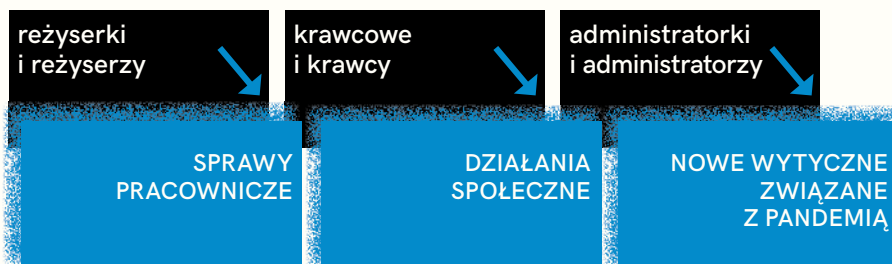 reżyserki
i reżyserzy
krawcowe
i krawcy
administratorki
i administratorzy
SPRAWY
PRACOWNICZE
DZIAŁANIA
SPOŁECZNE
NOWE WYTYCZNE
ZWIĄZANE
Z PANDEMIĄ